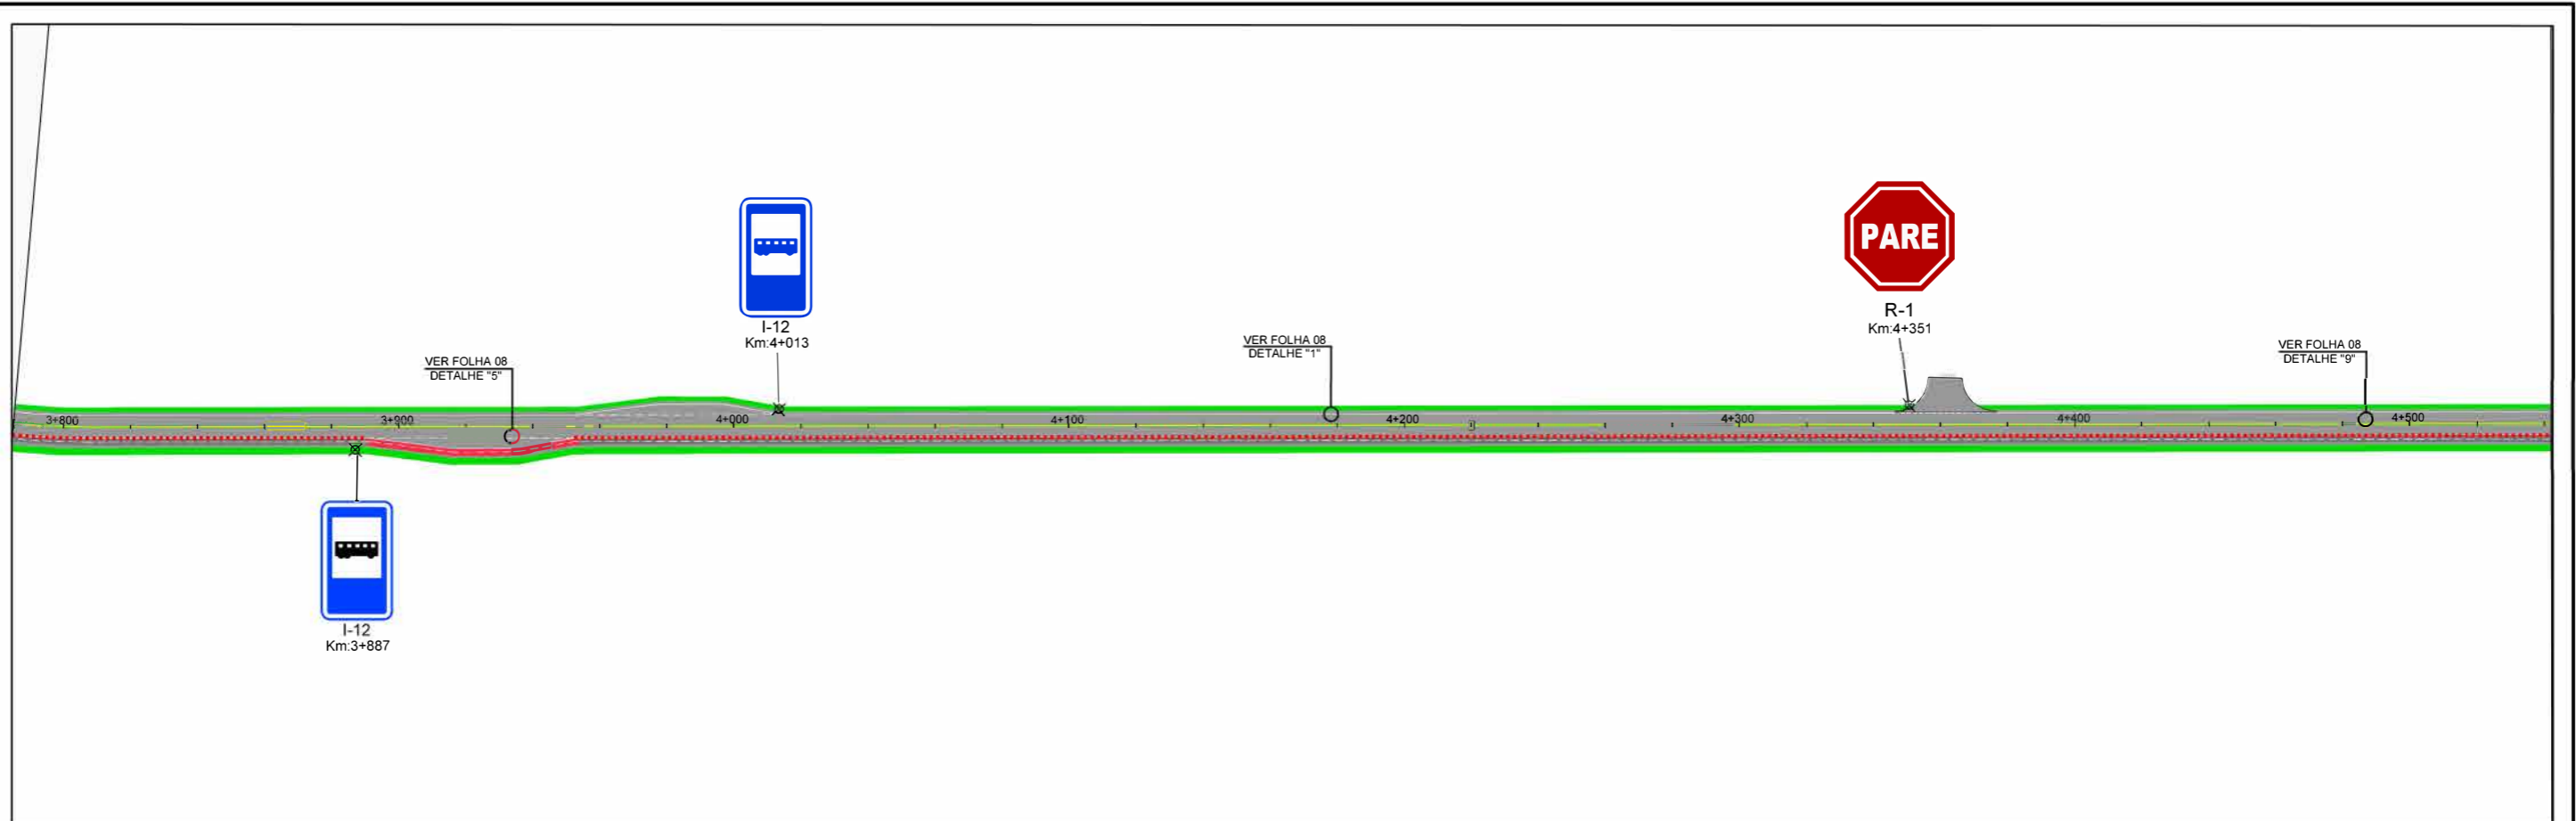 PARE
R-1
Km:4+351
I-12
Km:4+013
VER FOLHA 08
DETALHE "1"
VER FOLHA 08
DETALHE "9"
VER FOLHA 08
DETALHE "5"
3+800
3+900
4+000
4+100
4+200
4+300
4+400
4+500
I-12
Km:3+887